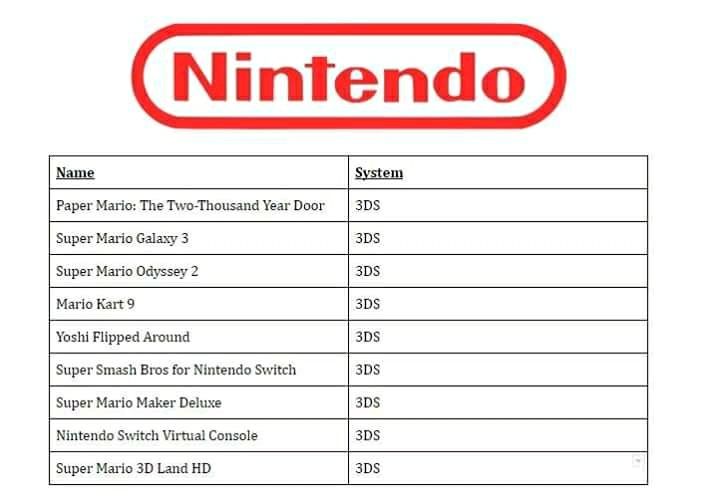 Nintendo
Name System
Paper Mario: The Two-Thousand Year Door 3DS
Super Mario Galaxy 3 3DS
Super Mario Odyssey 2 3DS
Mario Kart 9 3DS
Yoshi Flipped Around 3DS
Super Smash Bros for Nintendo Switch 3DS
Super Mario Maker Deluxe 3DS
Nintendo Switch Virtual Console 3DS
Super Mario 3D Land HD 3DS